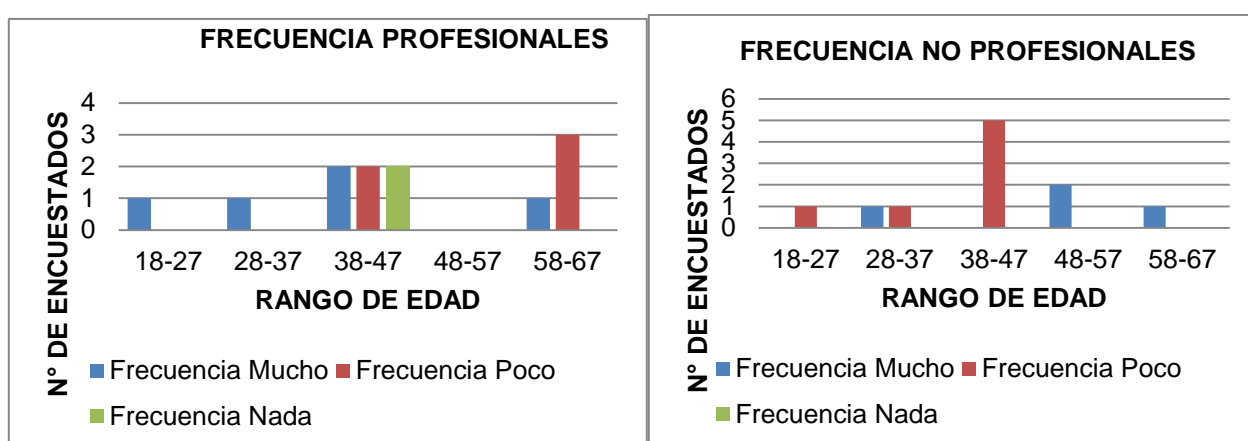 FRECUENCIA PROFESIONALES
N° DE ENCUESTADOS
4
3
2
1
0
18-27 28-37 38-47 48-57 58-67
RANGO DE EDAD
Frecuencia Mucho Frecuencia Poco
Frecuencia Nada
FRECUENCIA NO PROFESIONALES
N° DE ENCUESTADOS
6
5
4
3
2
1
0
18-27 28-37 38-47 48-57 58-67
RANGO DE EDAD
Frecuencia Mucho Frecuencia Poco
Frecuencia Nada